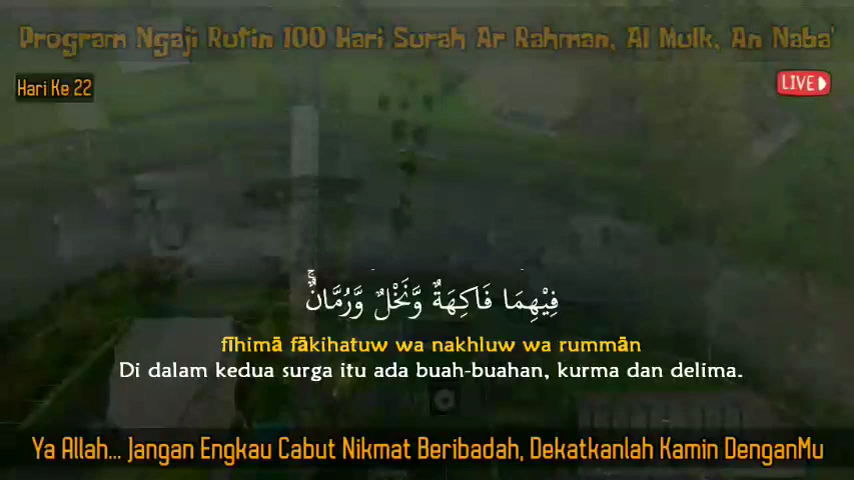 Program Ngaji Rutin 100 Hari Surah Ar Rahman, Al Mulk, An Naba'
Hari Ke 22
LIVE
فِيْهِمَا فَاكِهَةٌ وَّنَخْلٌ وَّرُمَّانٌۚ
fīhimā fākihatuw wa nakhluw wa rummān
Di dalam kedua surga itu ada buah-buahan, kurma dan delima.
Ya Allah... Jangan Engkau Cabut Nikmat Beribadah, Dekatkanlah Kamin DenganMu